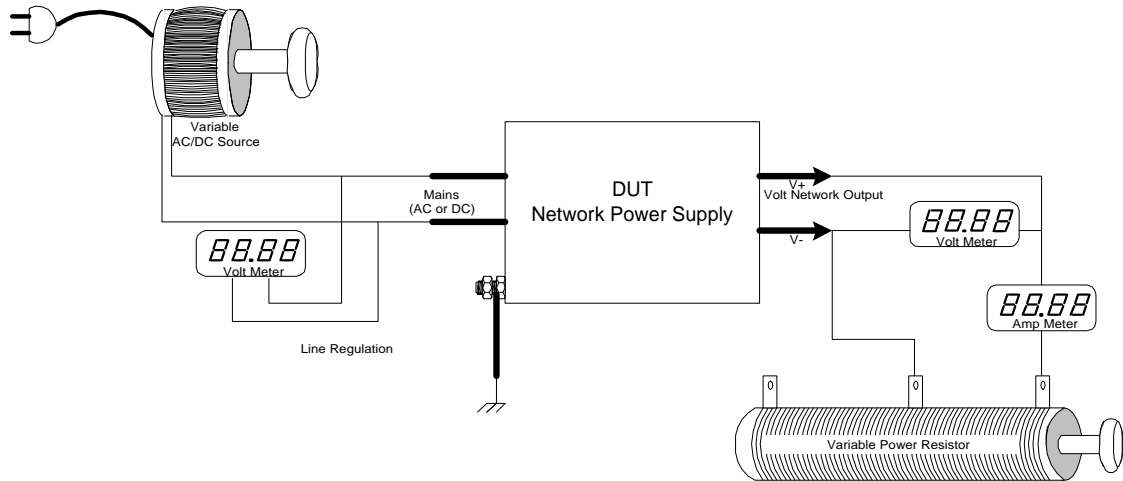 Variable
AC/DC Source
Mains
(AC or DC)
DUT
Network Power Supply
V+
Volt Network Output
V-
88.88
Volt Meter
88.88
Volt Meter
88.88
Amp Meter
Line Regulation
Variable Power Resistor